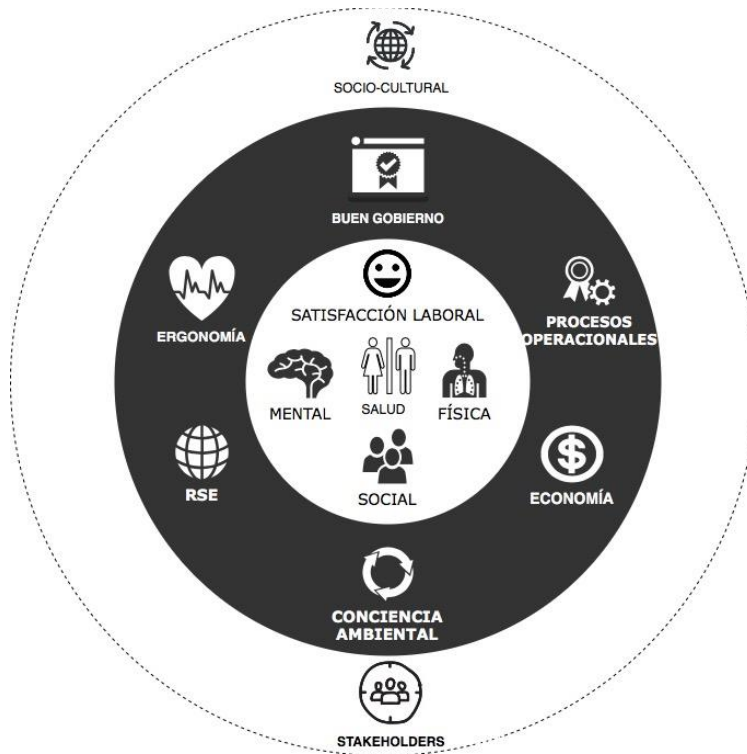 SOCIO-CULTURAL
BUEN GOBIERNO
ERGONOMÍA
PROCESOS
OPERACIONALES
SATISFACCIÓN LABORAL
MENTAL
SALUD
FÍSICA
SOCIAL
RSE
$
ECONOMÍA
CONCIENCIA
AMBIENTAL
STAKEHOLDERS